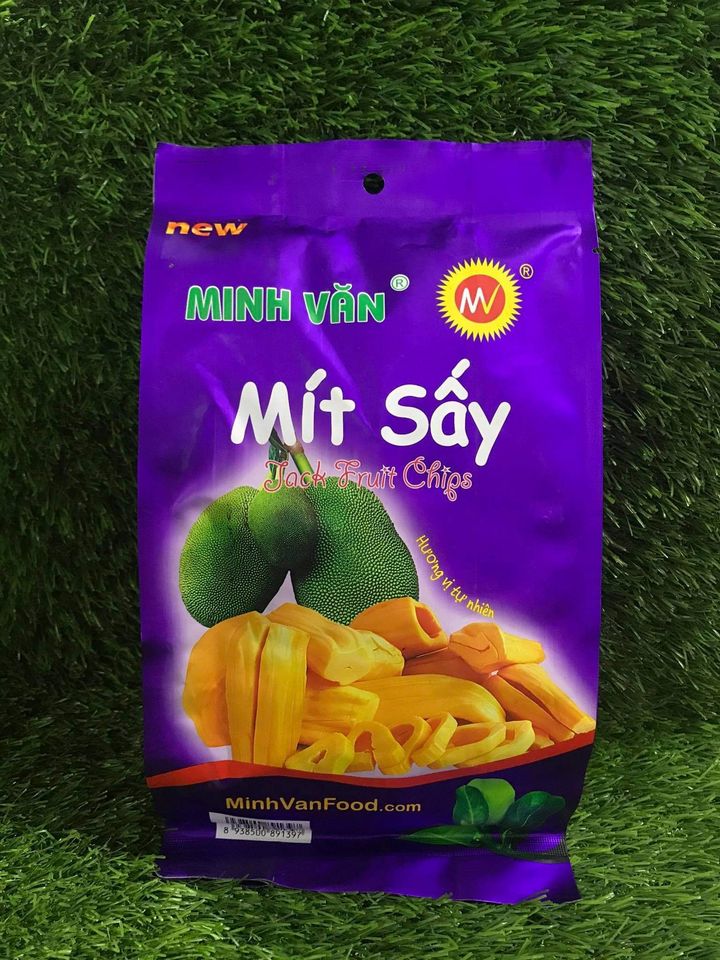 new
MINH VĂN®
MV®
Mít Sấy
Jack Fruit Chips
Hương vị tự nhiên
MinhVanFood.com
8 938500 891397